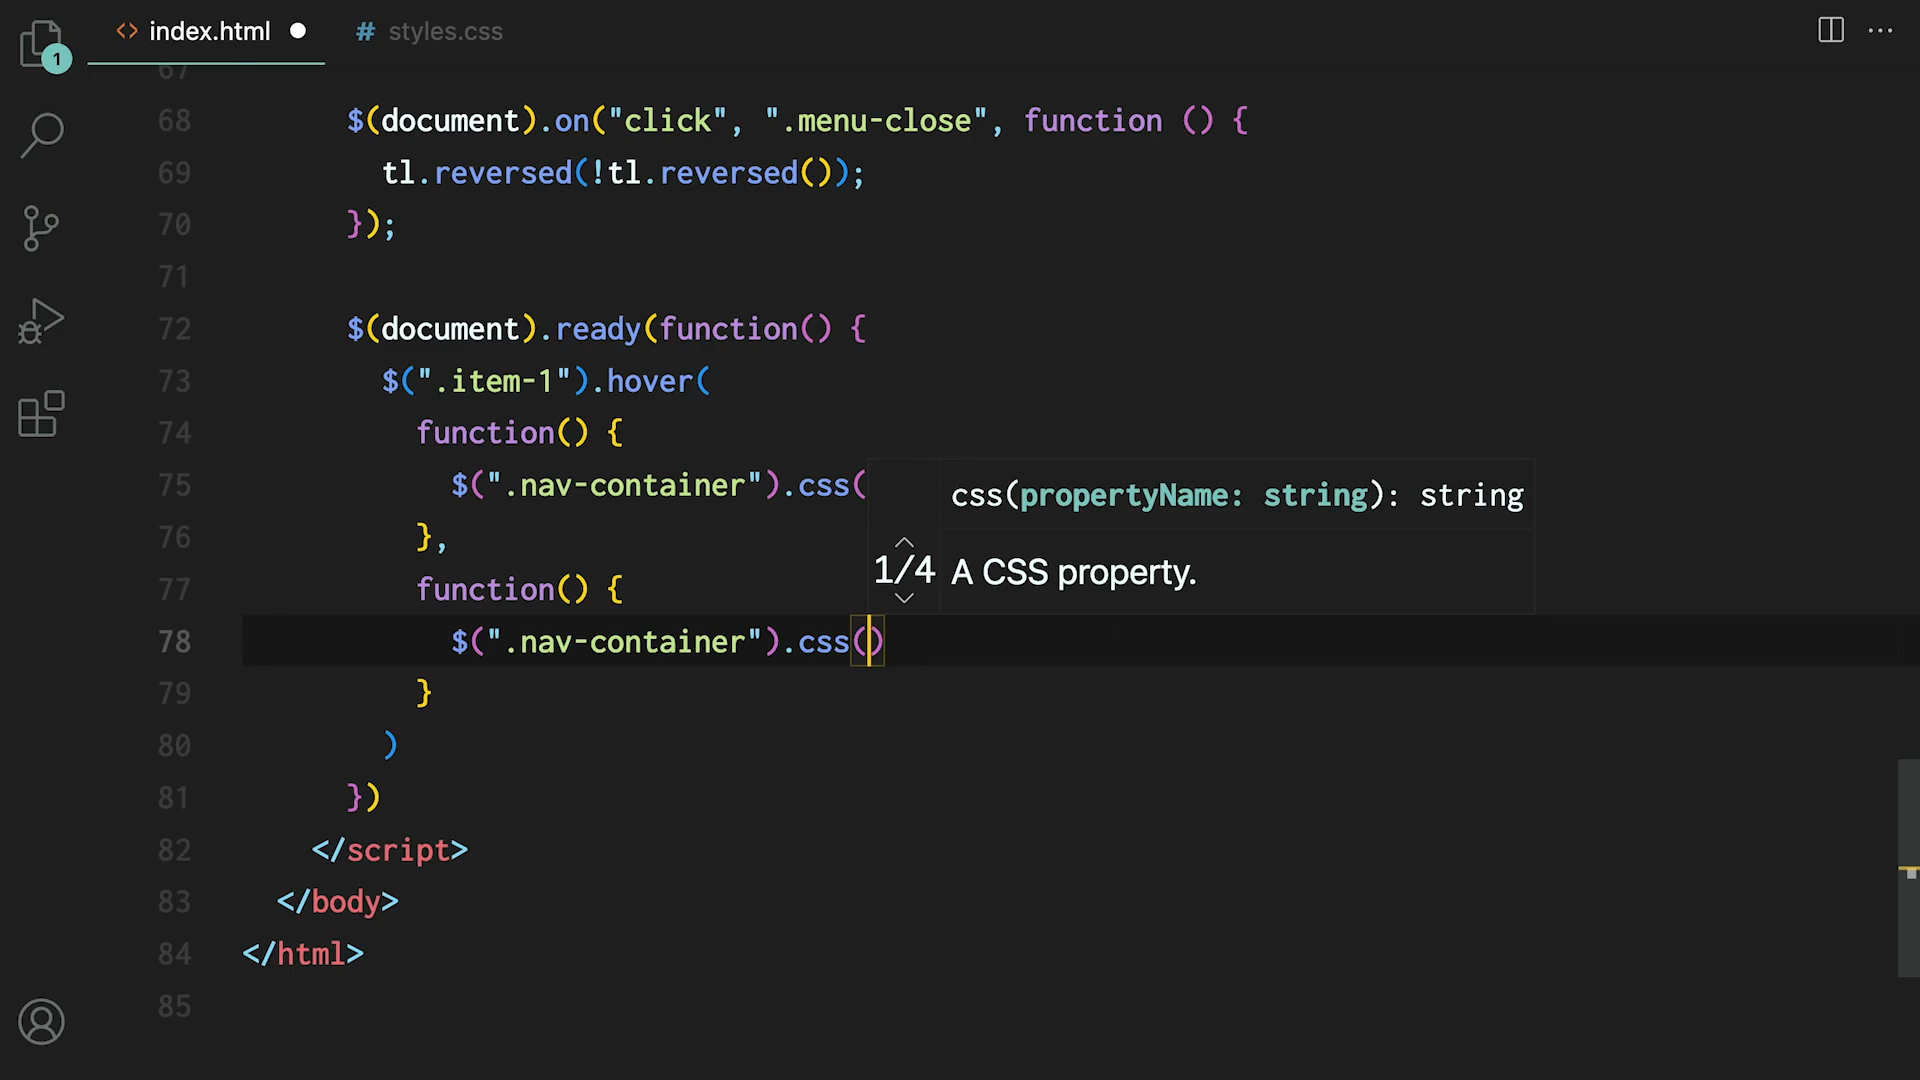 <> index.html # styles.css
1
67
68 $(document).on("click", ".menu-close", function () {
69 tl.reversed(!tl.reversed());
70 });
71
72 $(document).ready(function() {
73 $(".item-1").hover(
74 function() {
75 $(".nav-container").css(
css(propertyName: string): string
76 },
1/4 A CSS property.
77 function() {
78 $(".nav-container").css()
79 }
80 )
81 })
82 </script>
83 </body>
84 </html>
85